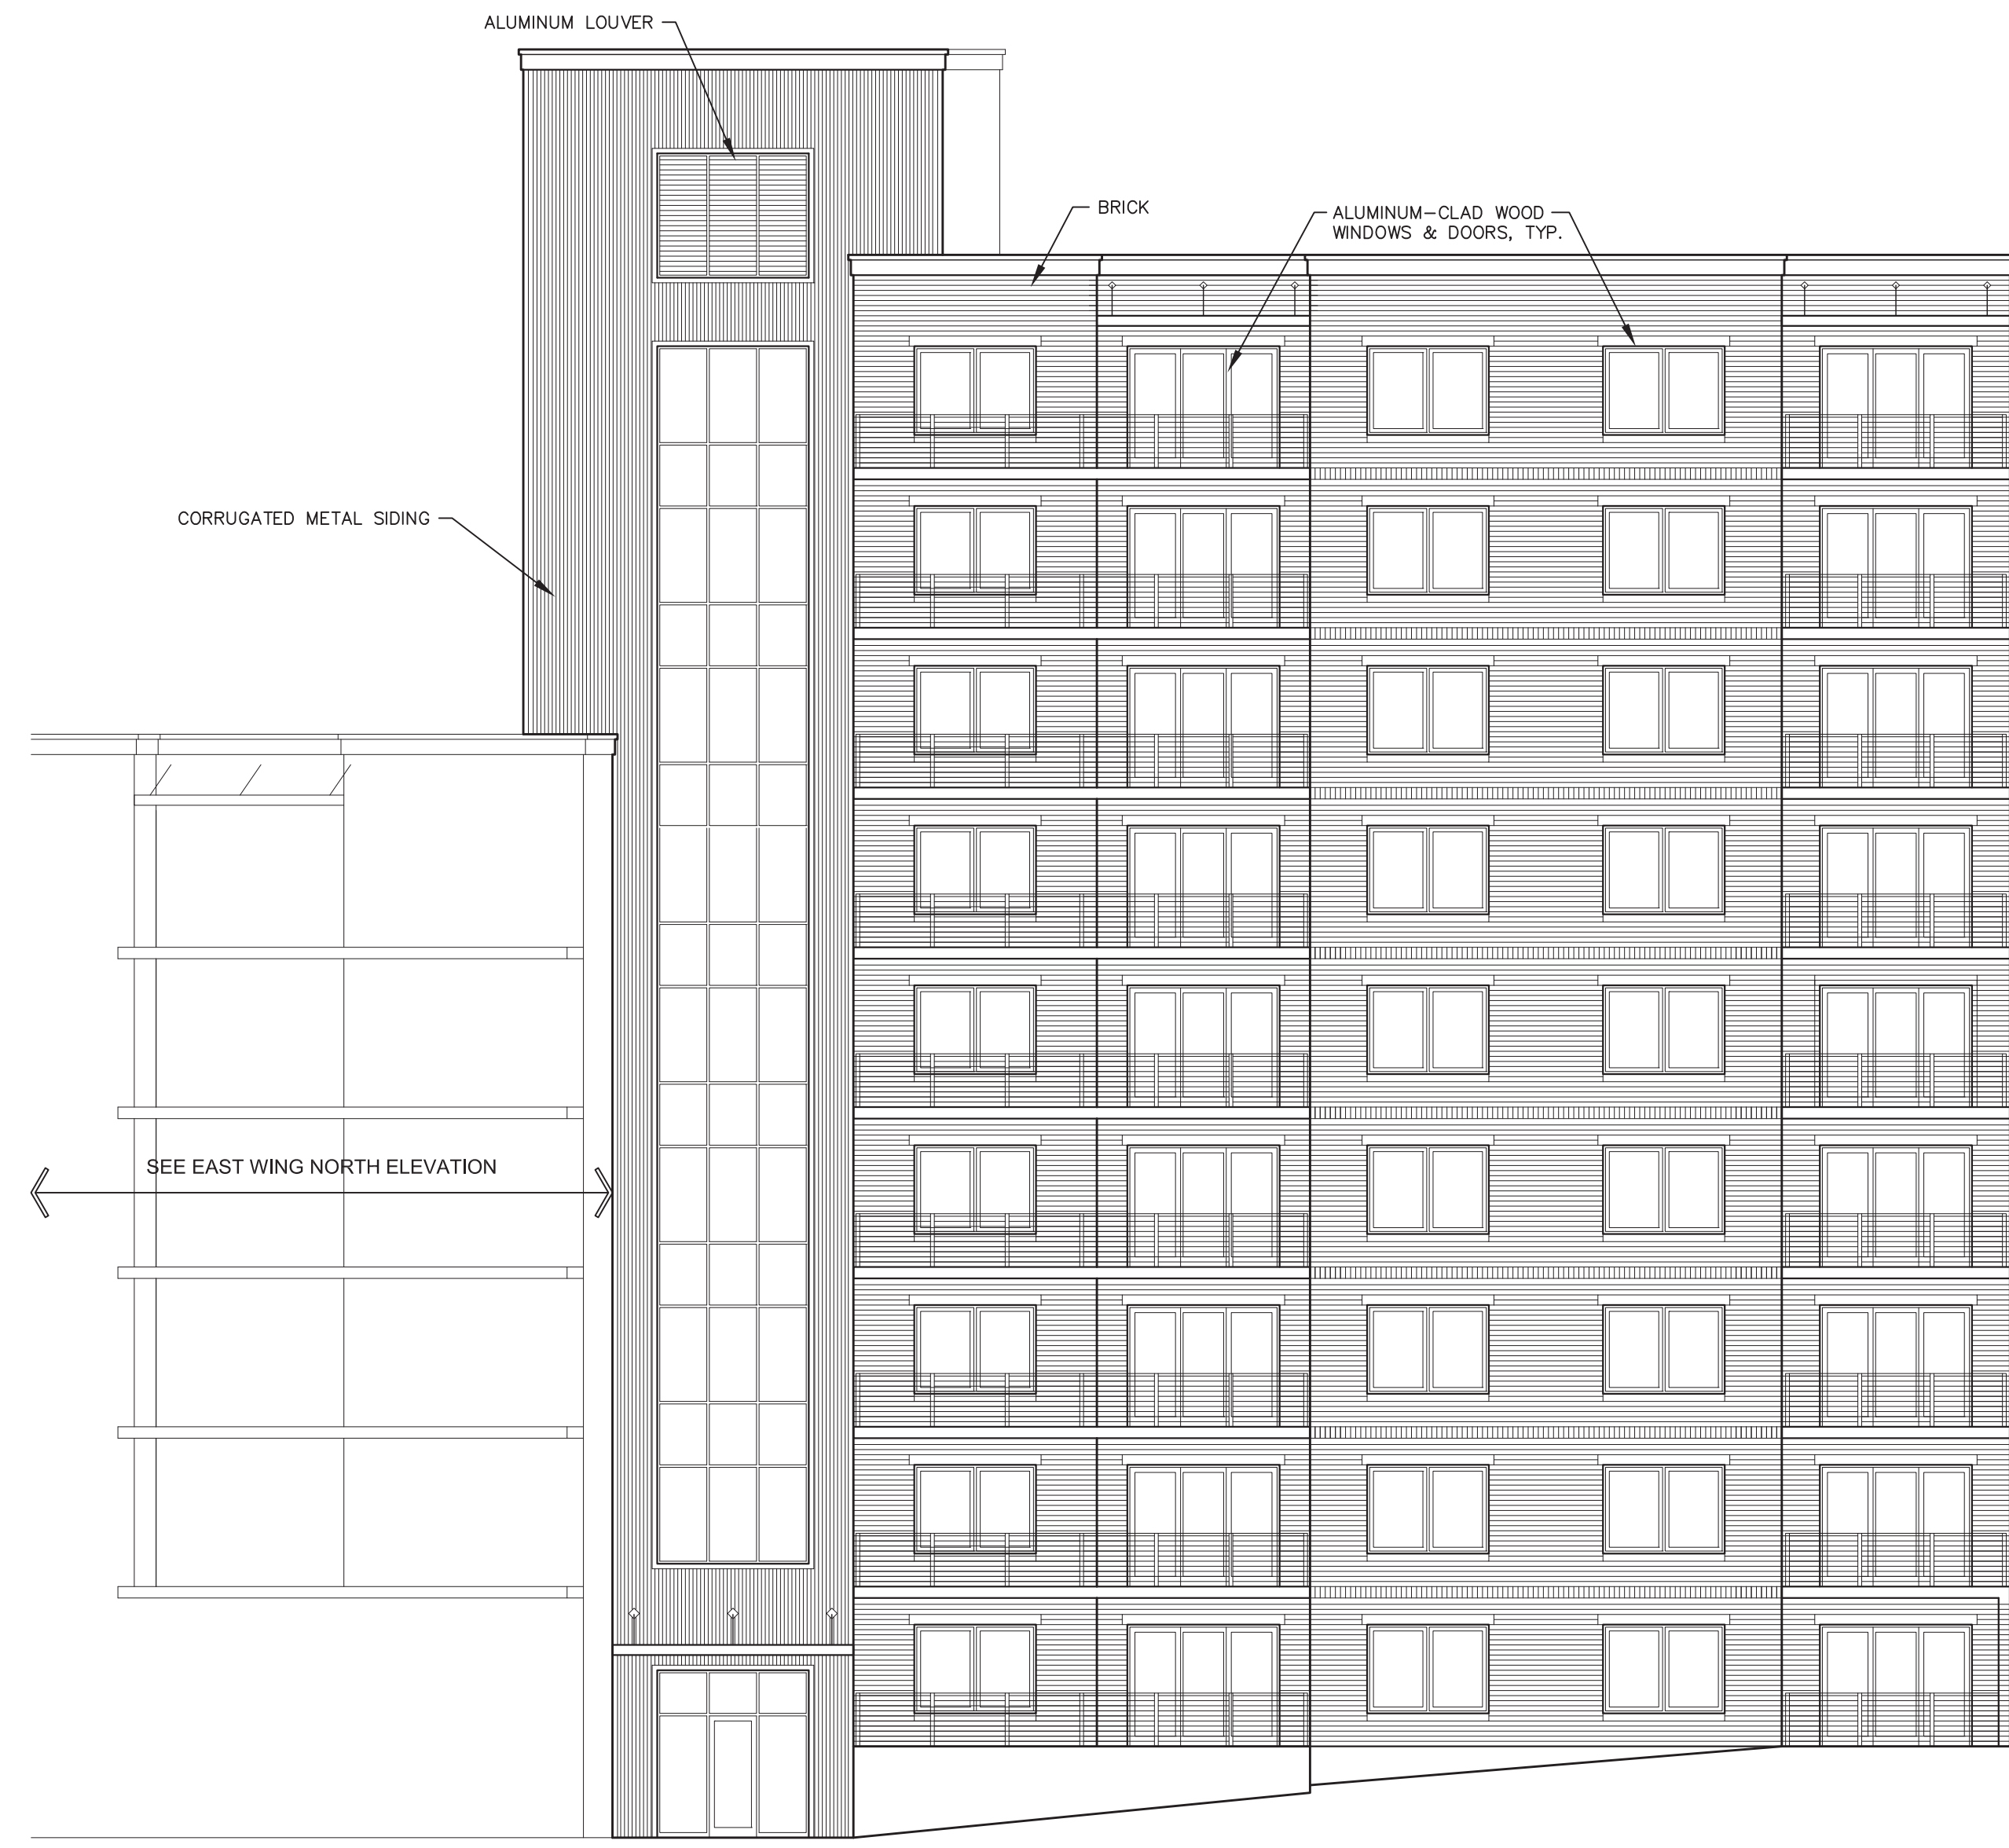 ALUMINUM LOUVER
BRICK
ALUMINUM-CLAD WOOD
WINDOWS & DOORS, TYP.
CORRUGATED METAL SIDING
SEE EAST WING NORTH ELEVATION